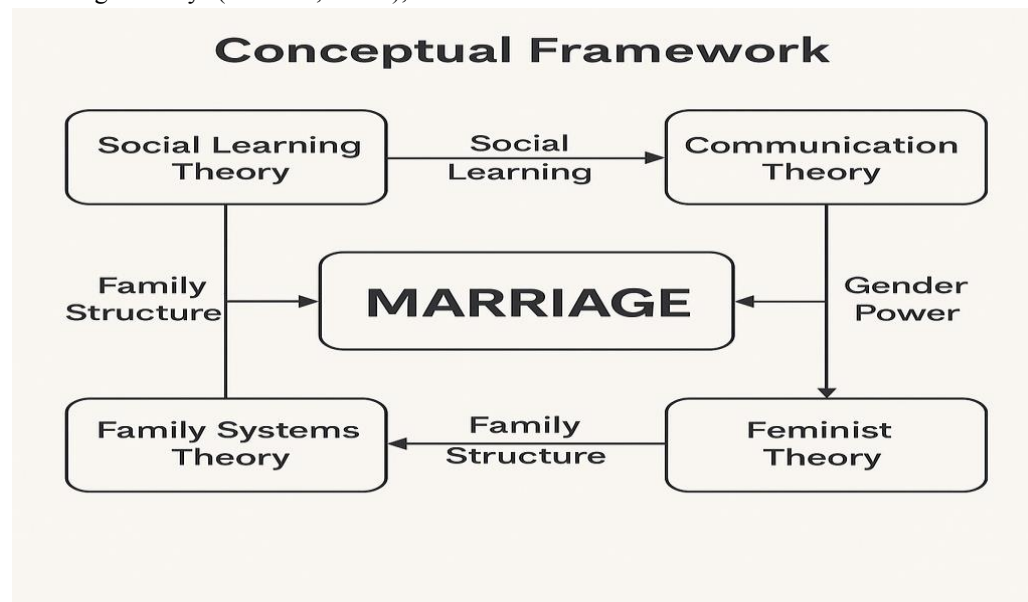 Conceptual Framework
Social Learning
Theory
Social
Learning
Communication
Theory
Family
Structure
MARRIAGE
Gender
Power
Family Systems
Theory
Family
Structure
Feminist
Theory